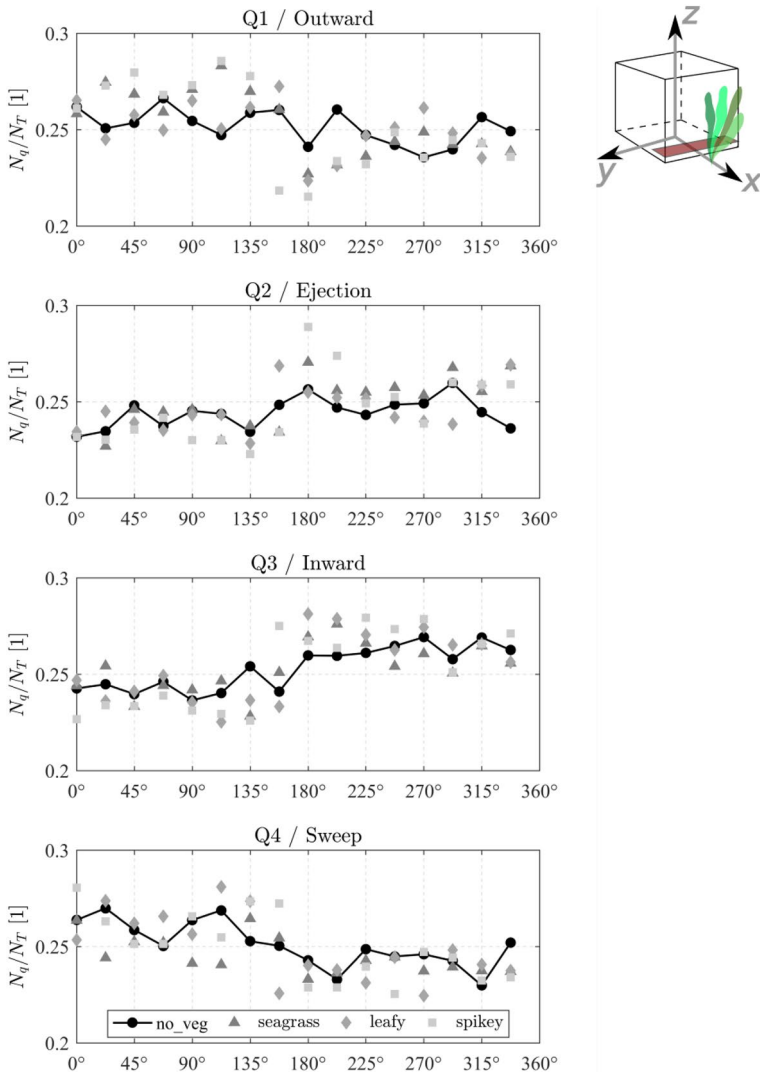 Q1 / Outward
N_q/N_T [1]
0.3
0.25
0.2
0° 45° 90° 135° 180° 225° 270° 315° 360°
z
y
x
Q2 / Ejection
N_q/N_T [1]
0.3
0.25
0.2
0° 45° 90° 135° 180° 225° 270° 315° 360°
Q3 / Inward
N_q/N_T [1]
0.3
0.25
0.2
0° 45° 90° 135° 180° 225° 270° 315° 360°
Q4 / Sweep
N_q/N_T [1]
0.3
0.25
0.2
no_veg seagrass leafy spikey
0° 45° 90° 135° 180° 225° 270° 315° 360°